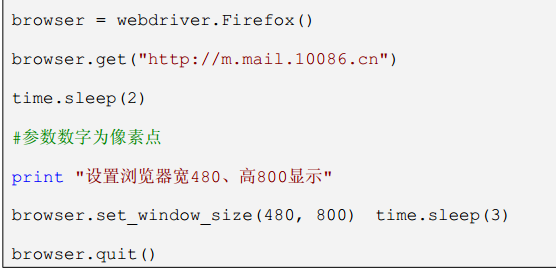 browser = webdriver.Firefox()
browser.get("http://m.mail.10086.cn")
time.sleep(2)
#参数数字为像素点
print "设置浏览器宽480、高800显示"
browser.set_window_size(480, 800)  time.sleep(3)
browser.quit()